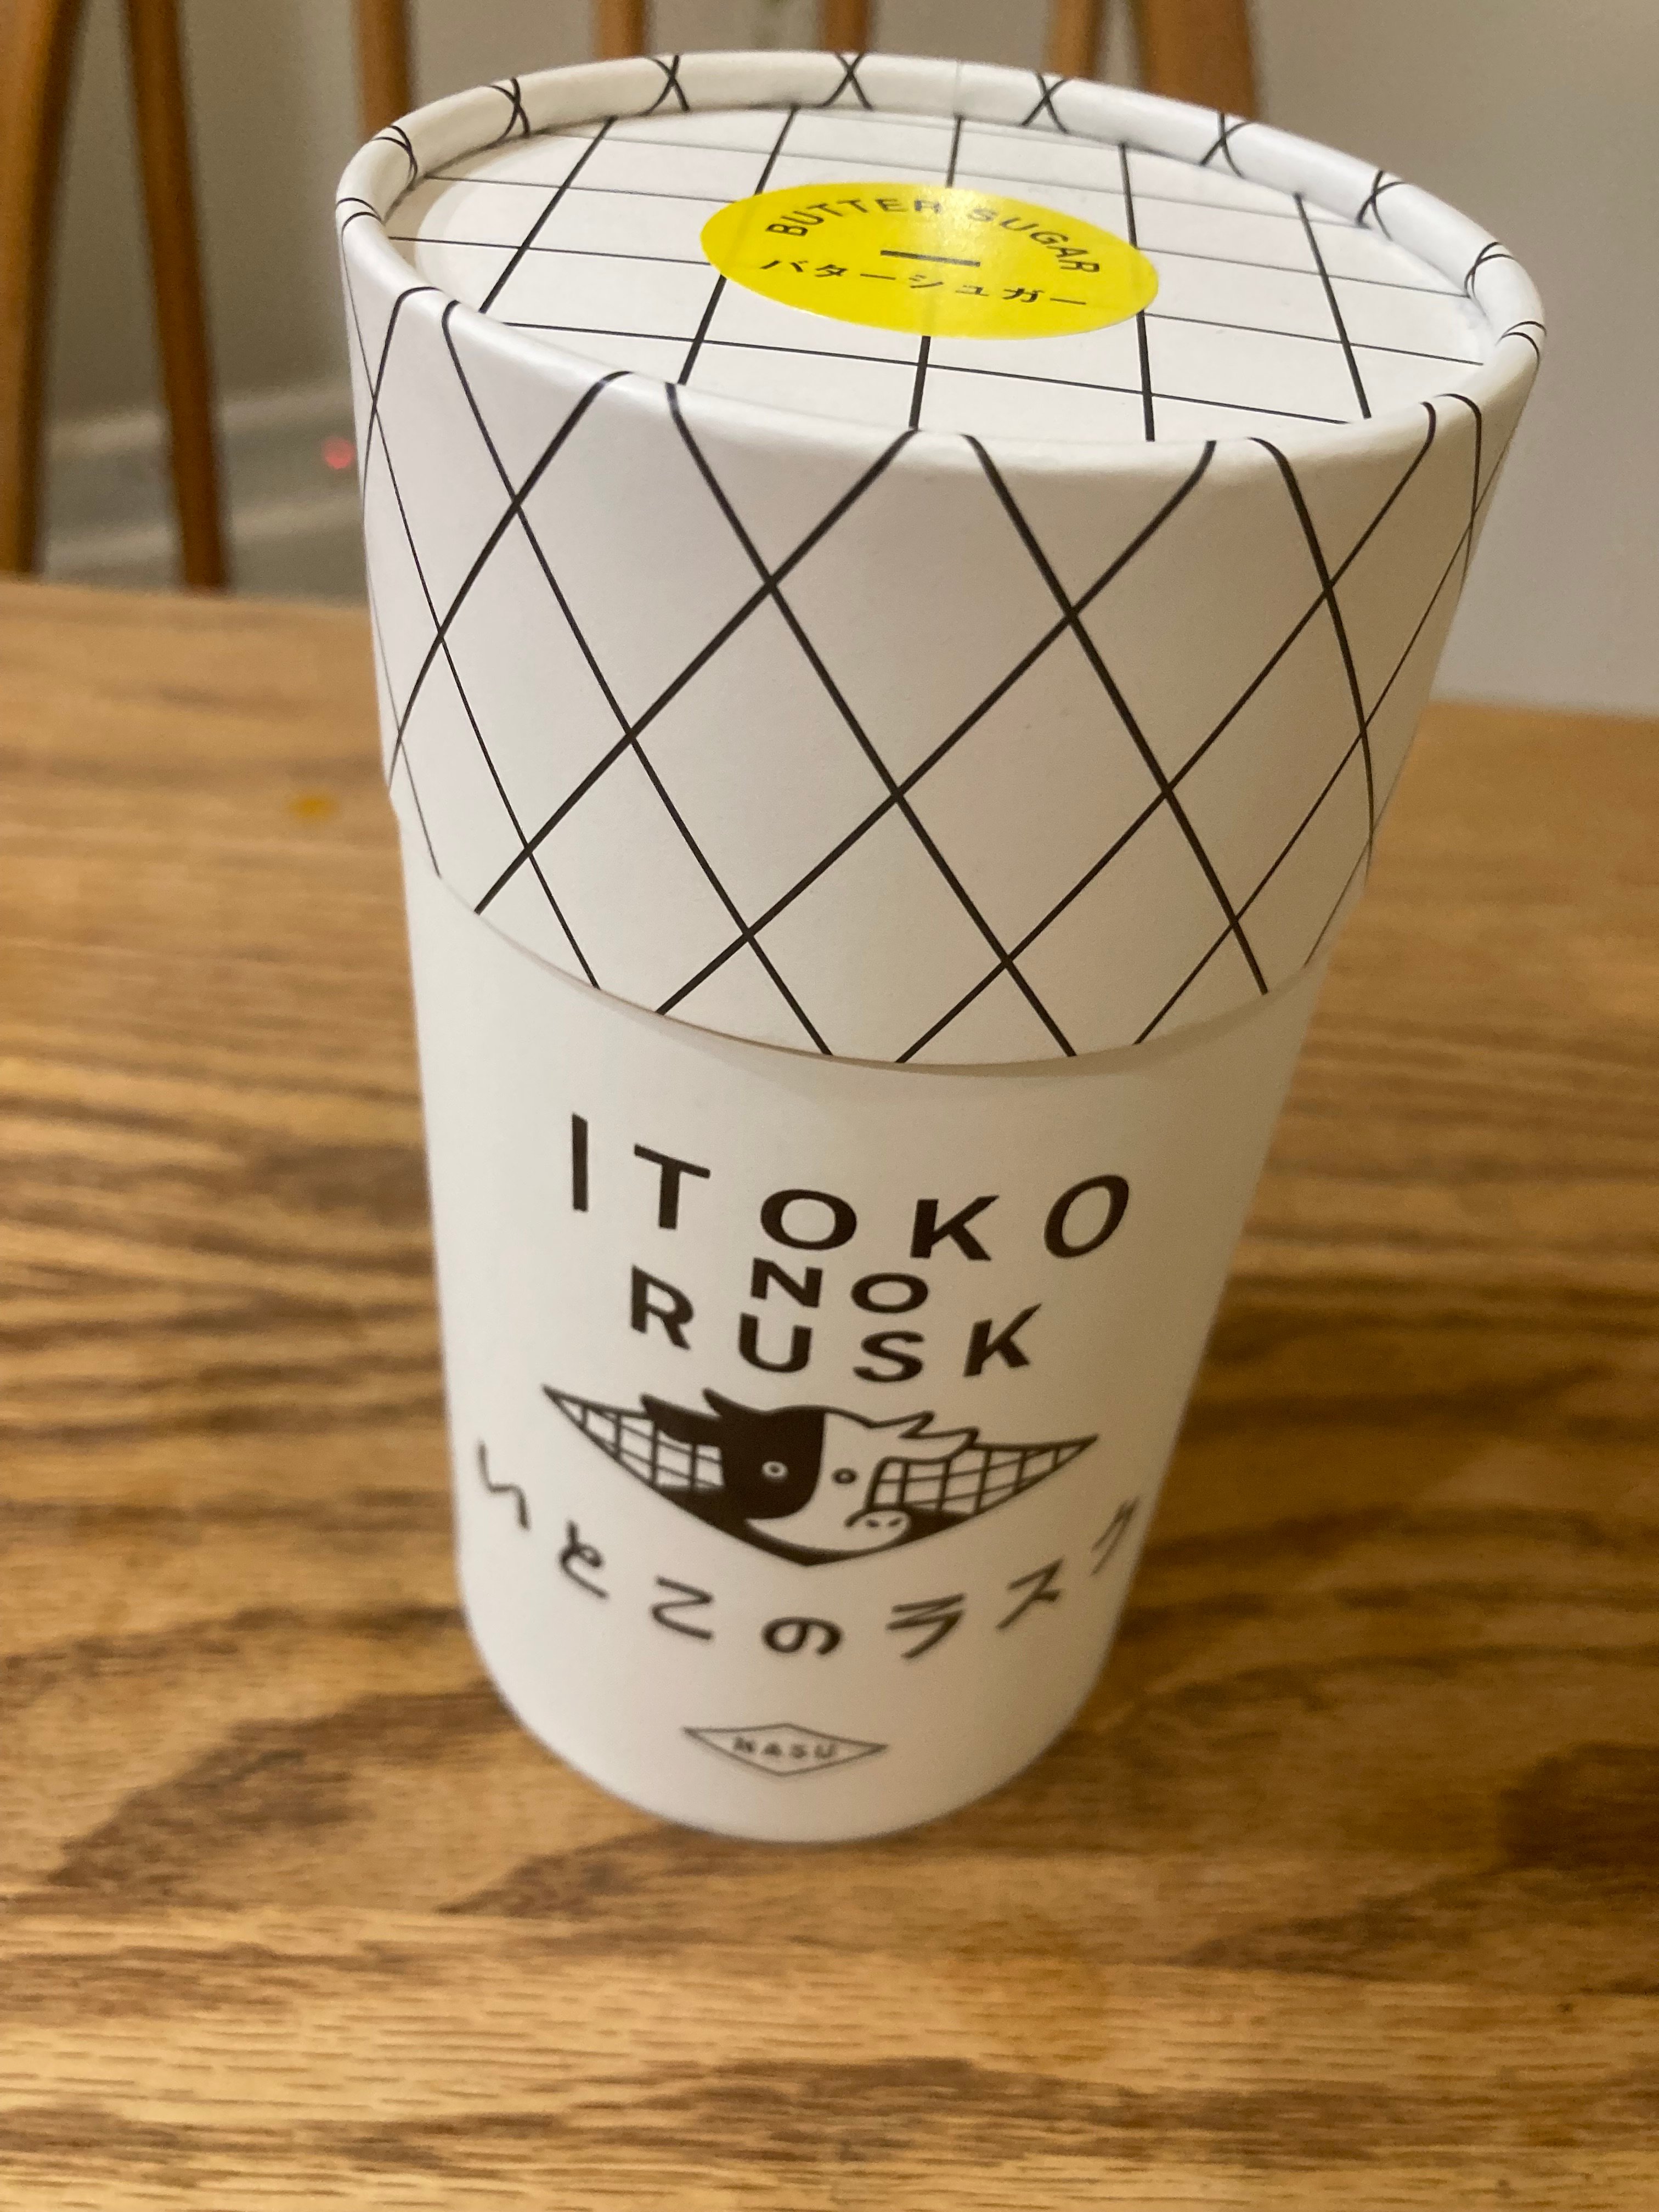 BUTTER SUGAR
バターシュガー
ITOKO
NO
RUSK
いとこのラスク
NASU